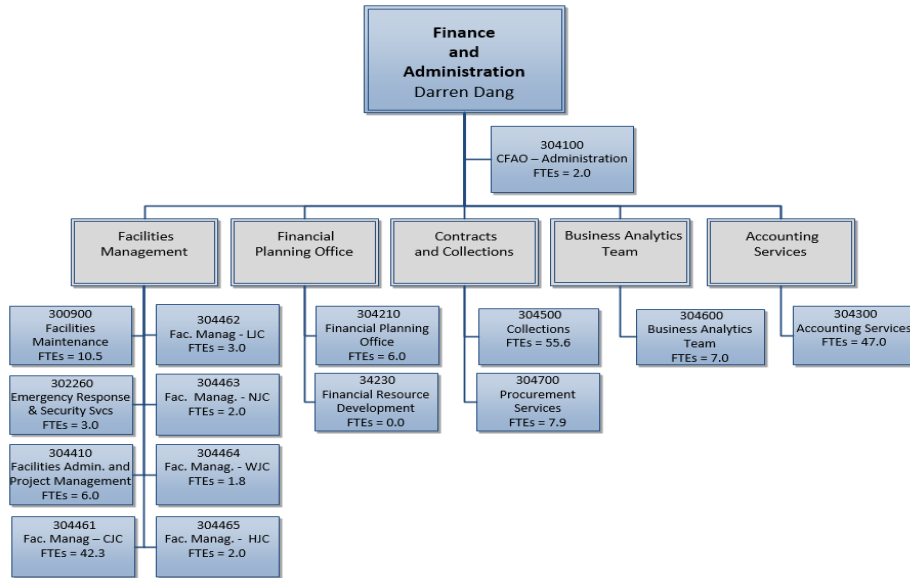 Finance
and
Administration
Darren Dang
304100
CFAO – Administration
FTEs = 2.0
Facilities
Management
Financial
Planning Office
Contracts
and Collections
Business Analytics
Team
Accounting
Services
300900
Facilities
Maintenance
FTEs = 10.5
302260
Emergency Response
& Security Svcs
FTEs = 3.0
304410
Facilities Admin. and
Project Management
FTEs = 6.0
304461
Fac. Manag – CJC
FTEs = 42.3
304462
Fac. Manag - LJC
FTEs = 3.0
304463
Fac. Manag. - NJC
FTEs = 2.0
304464
Fac. Manag. - WJC
FTEs = 1.8
304465
Fac. Manag. - HJC
FTEs = 2.0
304210
Financial Planning
Office
FTEs = 6.0
34230
Financial Resource
Development
FTEs = 0.0
304500
Collections
FTEs = 55.6
304700
Procurement
Services
FTEs = 7.9
304600
Business Analytics
Team
FTEs = 7.0
304300
Accounting Services
FTEs = 47.0